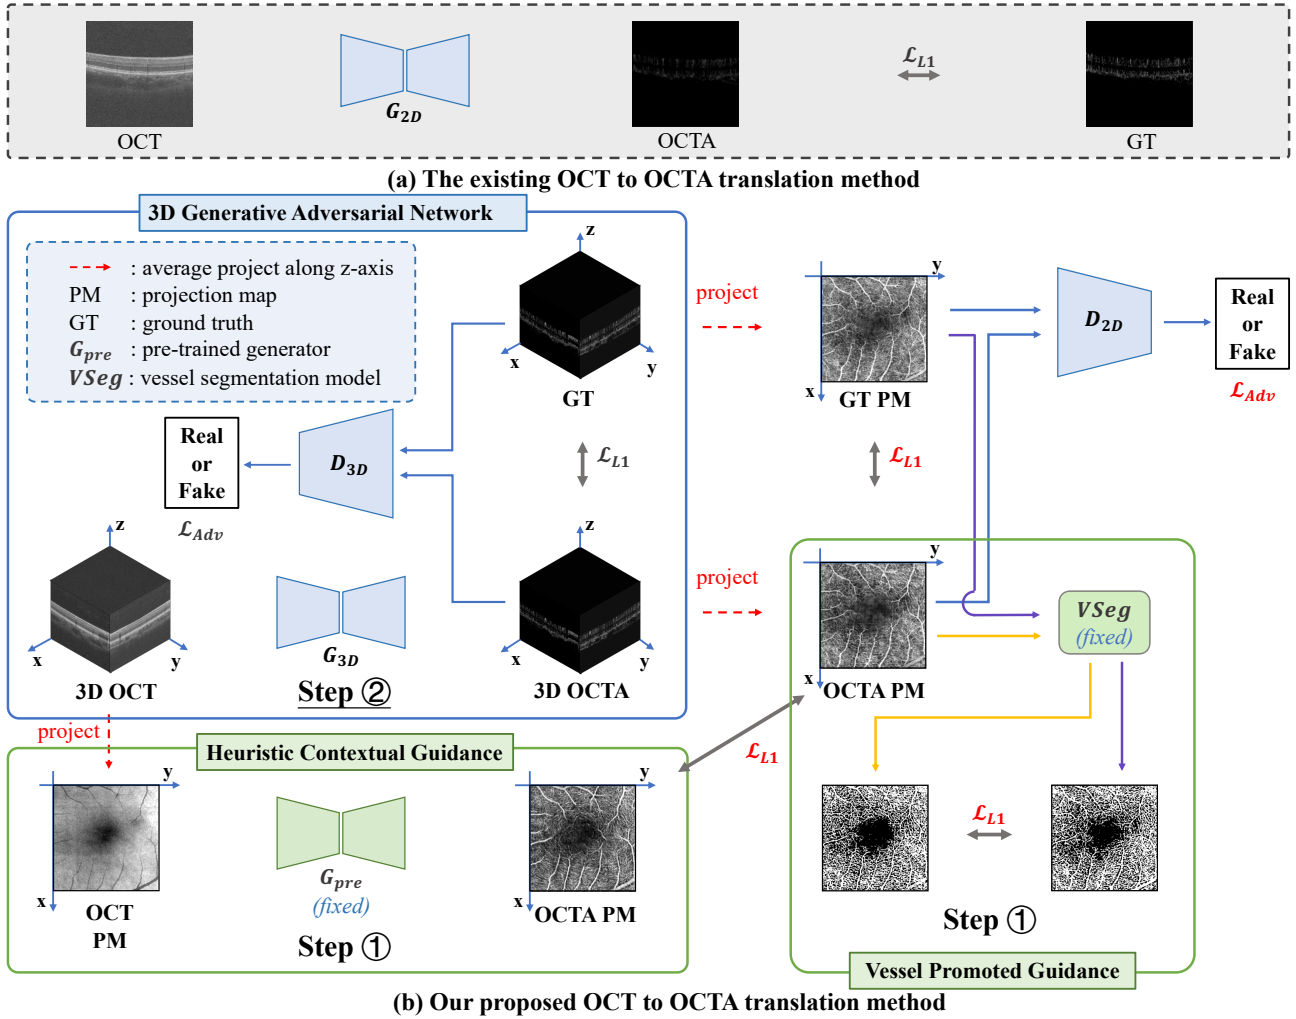 OCT
G2D
OCTA
ℒL1
GT
(a) The existing OCT to OCTA translation method
3D Generative Adversarial Network
: average project along z-axis
PM : projection map
GT : ground truth
Gpre : pre-trained generator
VSeg : vessel segmentation model
z
x
y
GT
project
y
x
GT PM
D2D
Real
or
Fake
ℒAdv
Real
or
Fake
ℒAdv
D3D
ℒL1
ℒL1
z
x
y
3D OCT
G3D
Step ②
z
x
y
3D OCTA
project
y
x
OCTA PM
VSeg
(fixed)
project
Heuristic Contextual Guidance
ℒL1
y
x
OCT
PM
Gpre
(fixed)
Step ①
y
x
OCTA PM
ℒL1
Step ①
Vessel Promoted Guidance
(b) Our proposed OCT to OCTA translation method